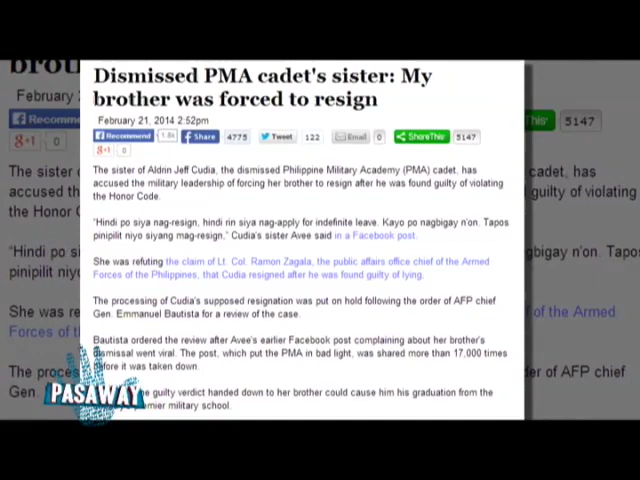 Dismissed PMA cadet's sister: My
brother was forced to resign
February 21, 2014 2:52pm
Recommend 1.8k Share 4775 Tweet 122 Email 0 ShareThis 5147
g+1 0
The sister of Aldrin Jeff Cudia, the dismissed Philippine Military Academy (PMA) cadet, has
accused the military leadership of forcing her brother to resign after he was found guilty of violating
the Honor Code.
"Hindi po siya nag-resign, hindi rin siya nag-apply for indefinite leave. Kayo po nagbigay n'on. Tapos
pinipilit niyo siyang mag-resign," Cudia's sister Avee said in a Facebook post.
She was refuting the claim of Lt. Col. Ramon Zagala, the public affairs office chief of the Armed
Forces of the Philippines, that Cudia resigned after he was found guilty of lying.
The processing of Cudia's supposed resignation was put on hold following the order of AFP chief
Gen. Emmanuel Bautista for a review of the case.
Bautista ordered the review after Avee's earlier Facebook post complaining about her brother's
dismissal went viral. The post, which put the PMA in bad light, was shared more than 17,000 times
before it was taken down.
guilty verdict handed down to her brother could cause him his graduation from the
military school.
PASAWAY